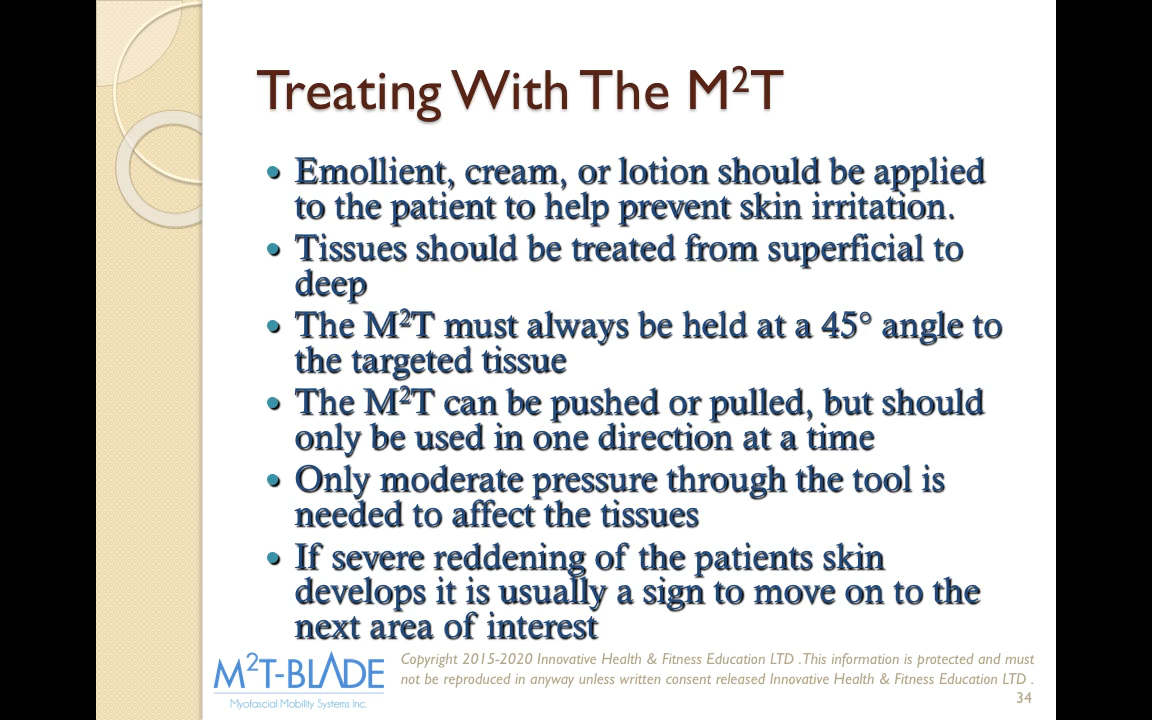 Treating With The M²T
• Emollient, cream, or lotion should be applied
to the patient to help prevent skin irritation.
• Tissues should be treated from superficial to
deep
• The M²T must always be held at a 45° angle to
the targeted tissue
• The M²T can be pushed or pulled, but should
only be used in one direction at a time
• Only moderate pressure through the tool is
needed to affect the tissues
• If severe reddening of the patients skin
develops it is usually a sign to move on to the
next area of interest
M²T-BLADE
Myofascial Mobility Systems Inc.
Copyright 2015-2020 Innovative Health & Fitness Education LTD . This information is protected and must
not be reproduced in anyway unless written consent released Innovative Health & Fitness Education LTD .
34